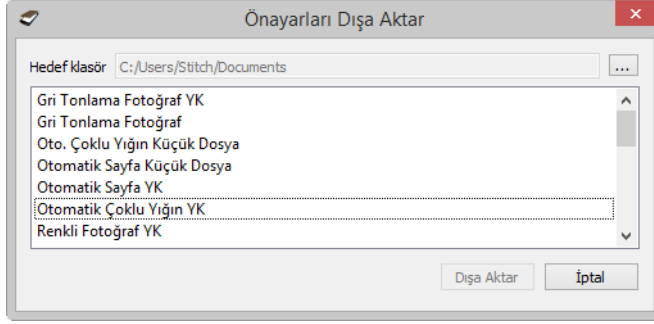 Önayarları Dışa Aktar
Hedef klasör C:/Users/Stitch/Documents ...
Gri Tonlama Fotoğraf YK
Gri Tonlama Fotoğraf
Oto. Çoklu Yığın Küçük Dosya
Otomatik Sayfa Küçük Dosya
Otomatik Sayfa YK
Otomatik Çoklu Yığın YK
Renkli Fotoğraf YK
Dışa Aktar İptal